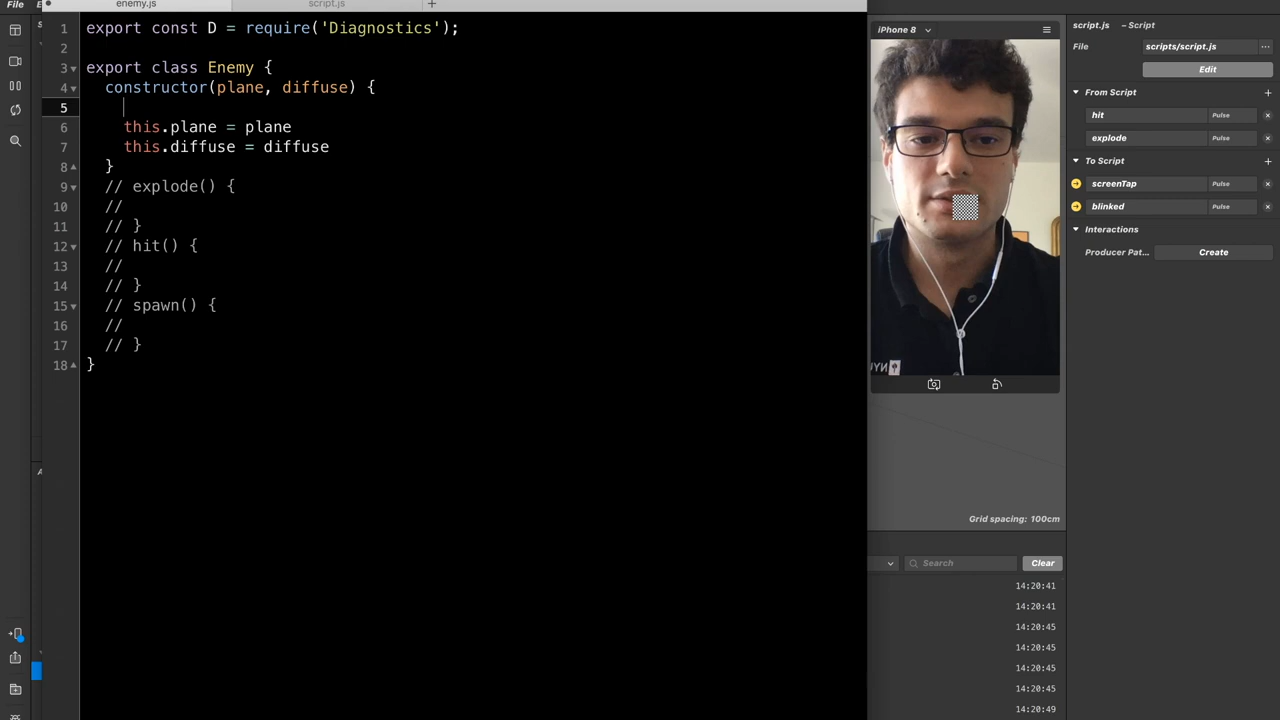 File
enemy.js
script.js
+
1 export const D = require('Diagnostics');
2
3 export class Enemy {
4 constructor(plane, diffuse) {
5
6 this.plane = plane
7 this.diffuse = diffuse
8 }
9 // explode() {
10 //
11 // }
12 // hit() {
13 //
14 // }
15 // spawn() {
16 //
17 // }
18 }
iPhone 8
Grid spacing: 100cm
Search
Clear
14:20:41
14:20:41
14:20:45
14:20:45
14:20:45
14:20:45
14:20:49
script.js – Script
File scripts/script.js ...
Edit
From Script +
hit Pulse
explode Pulse
To Script +
screenTap Pulse
blinked Pulse
Interactions
Producer Pat... Create